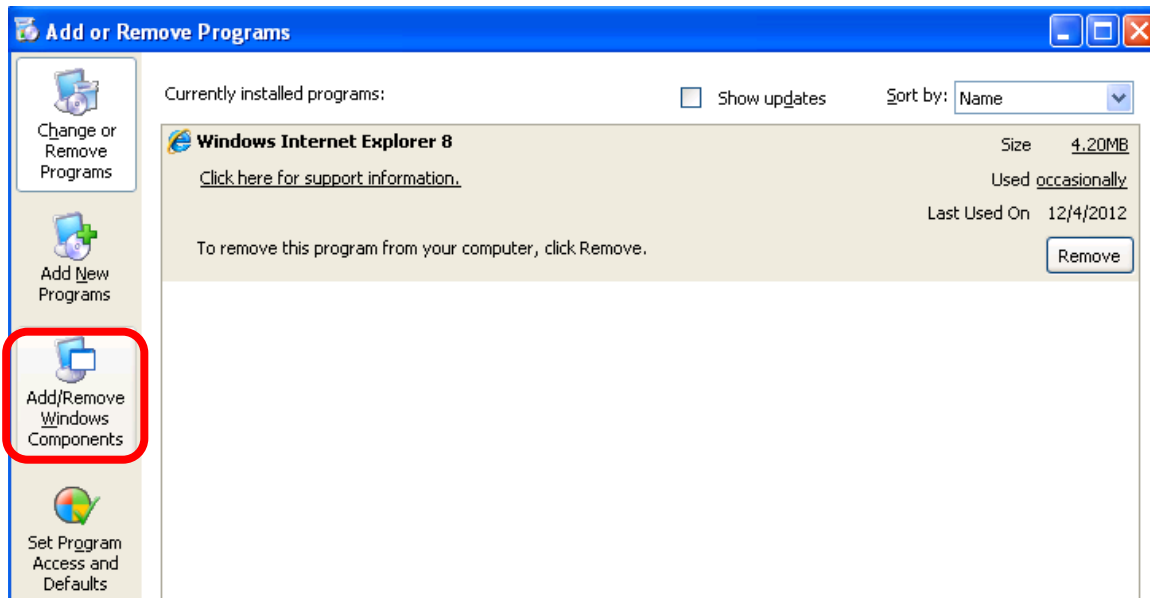 Add or Remove Programs
Change or
Remove
Programs
Add New
Programs
Add/Remove
Windows
Components
Set Program
Access and
Defaults
Currently installed programs:
Show updates
Sort by: Name
Windows Internet Explorer 8
Size 4.20MB
Click here for support information.
Used occasionally
Last Used On 12/4/2012
To remove this program from your computer, click Remove.
Remove